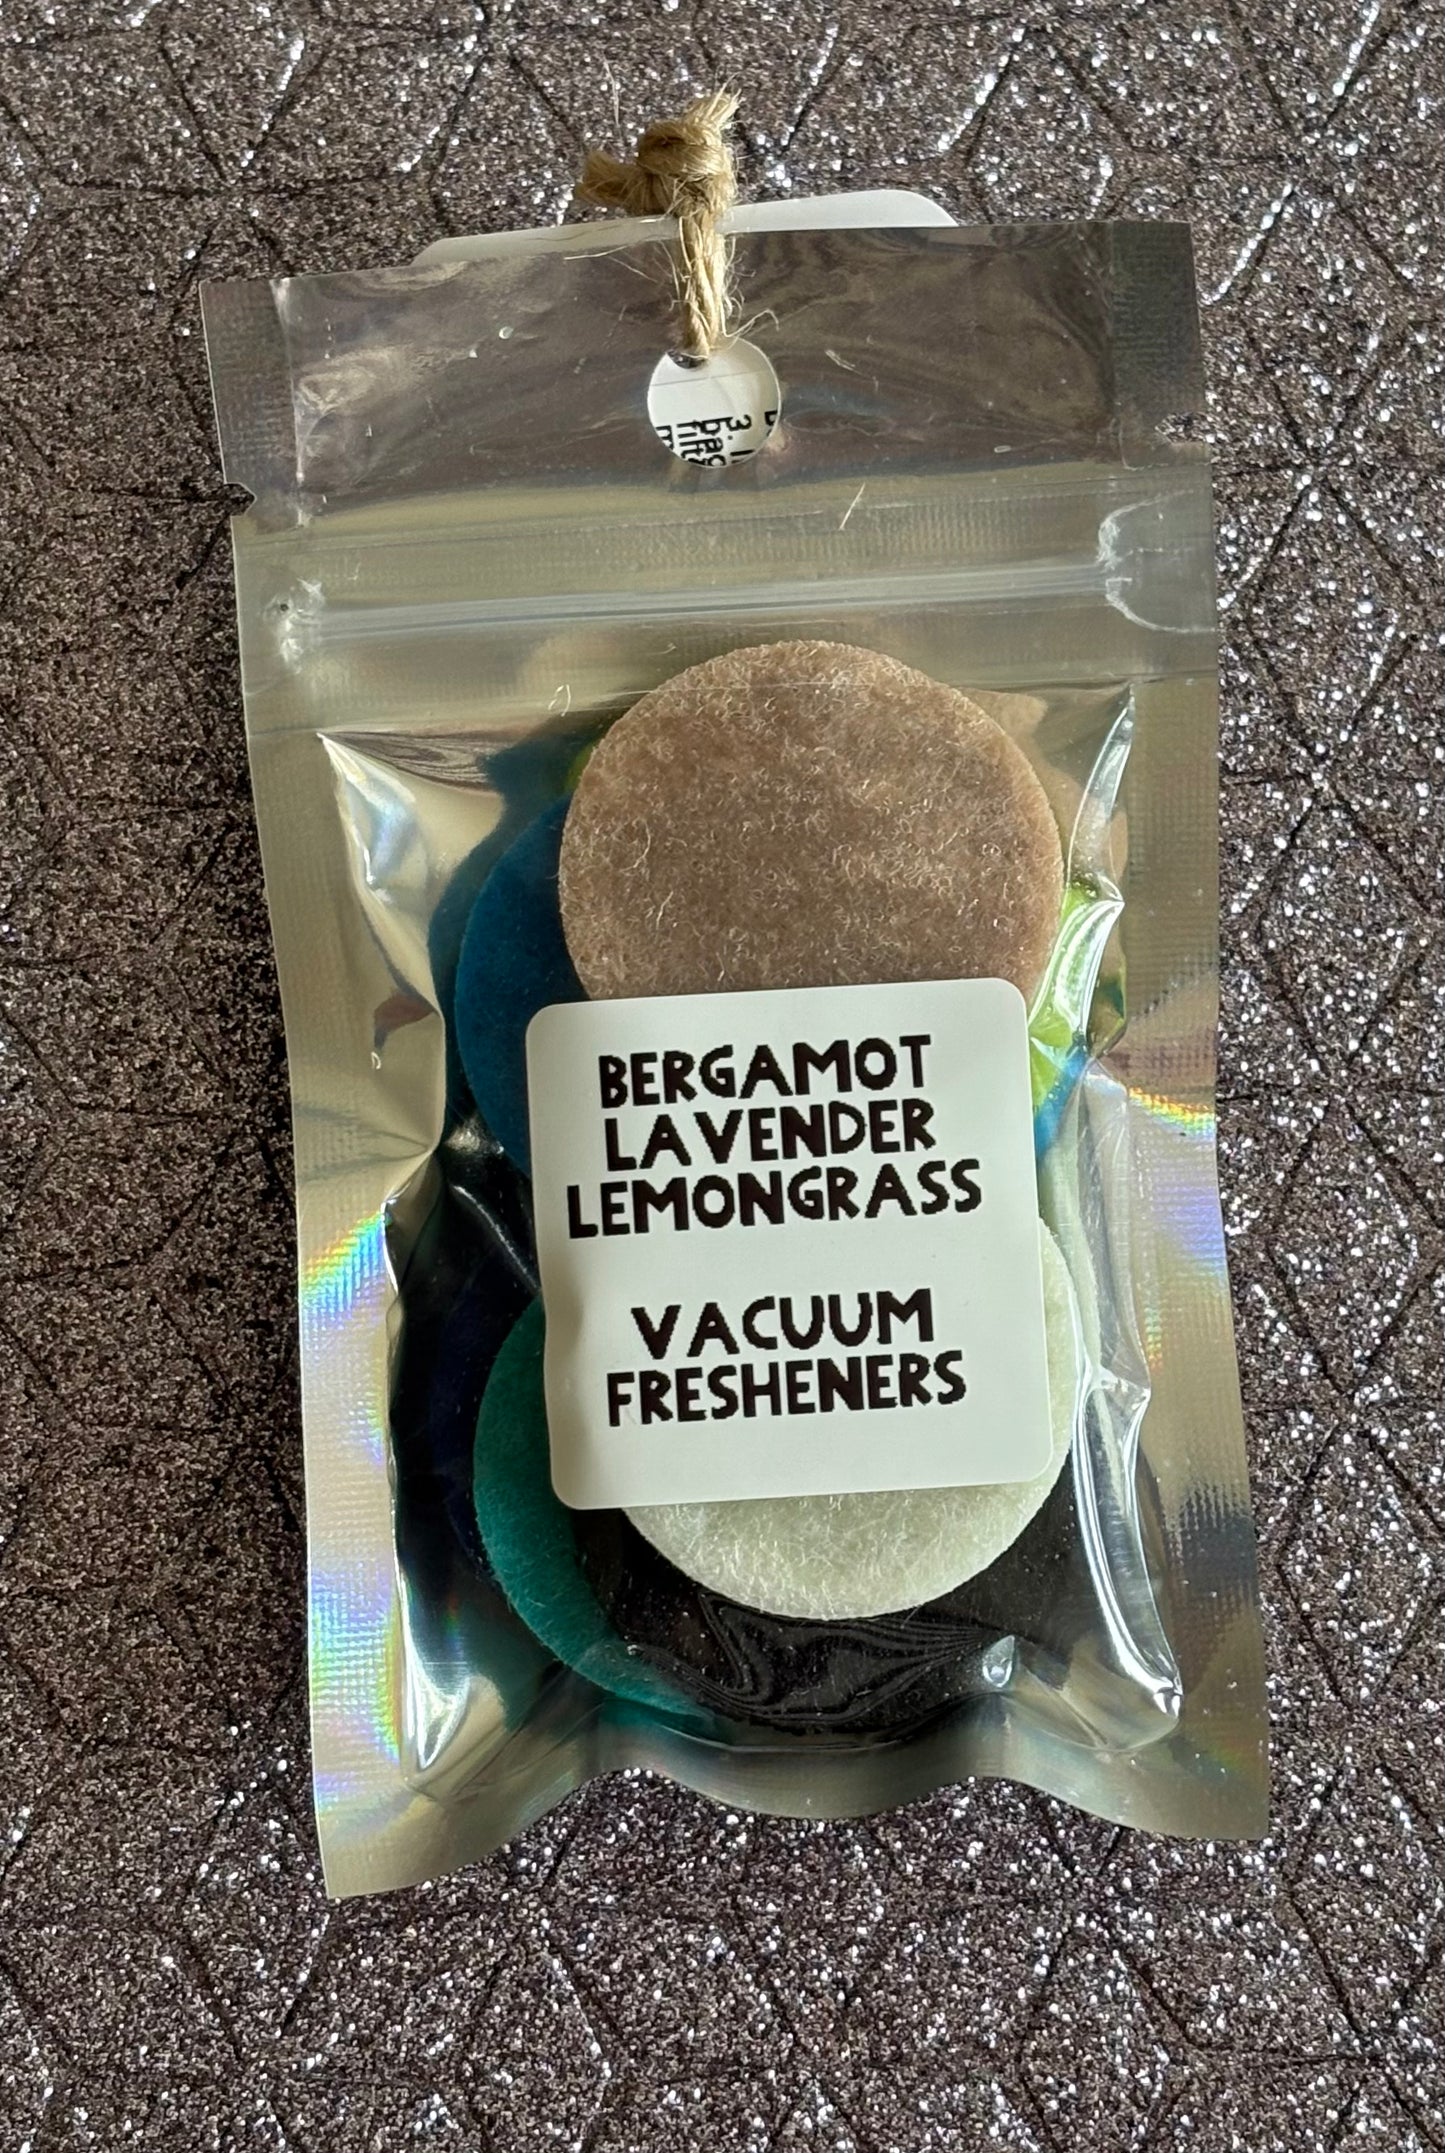 BERGAMOT
LAVENDER
LEMONGRASS
VACUUM
FRESHENERS